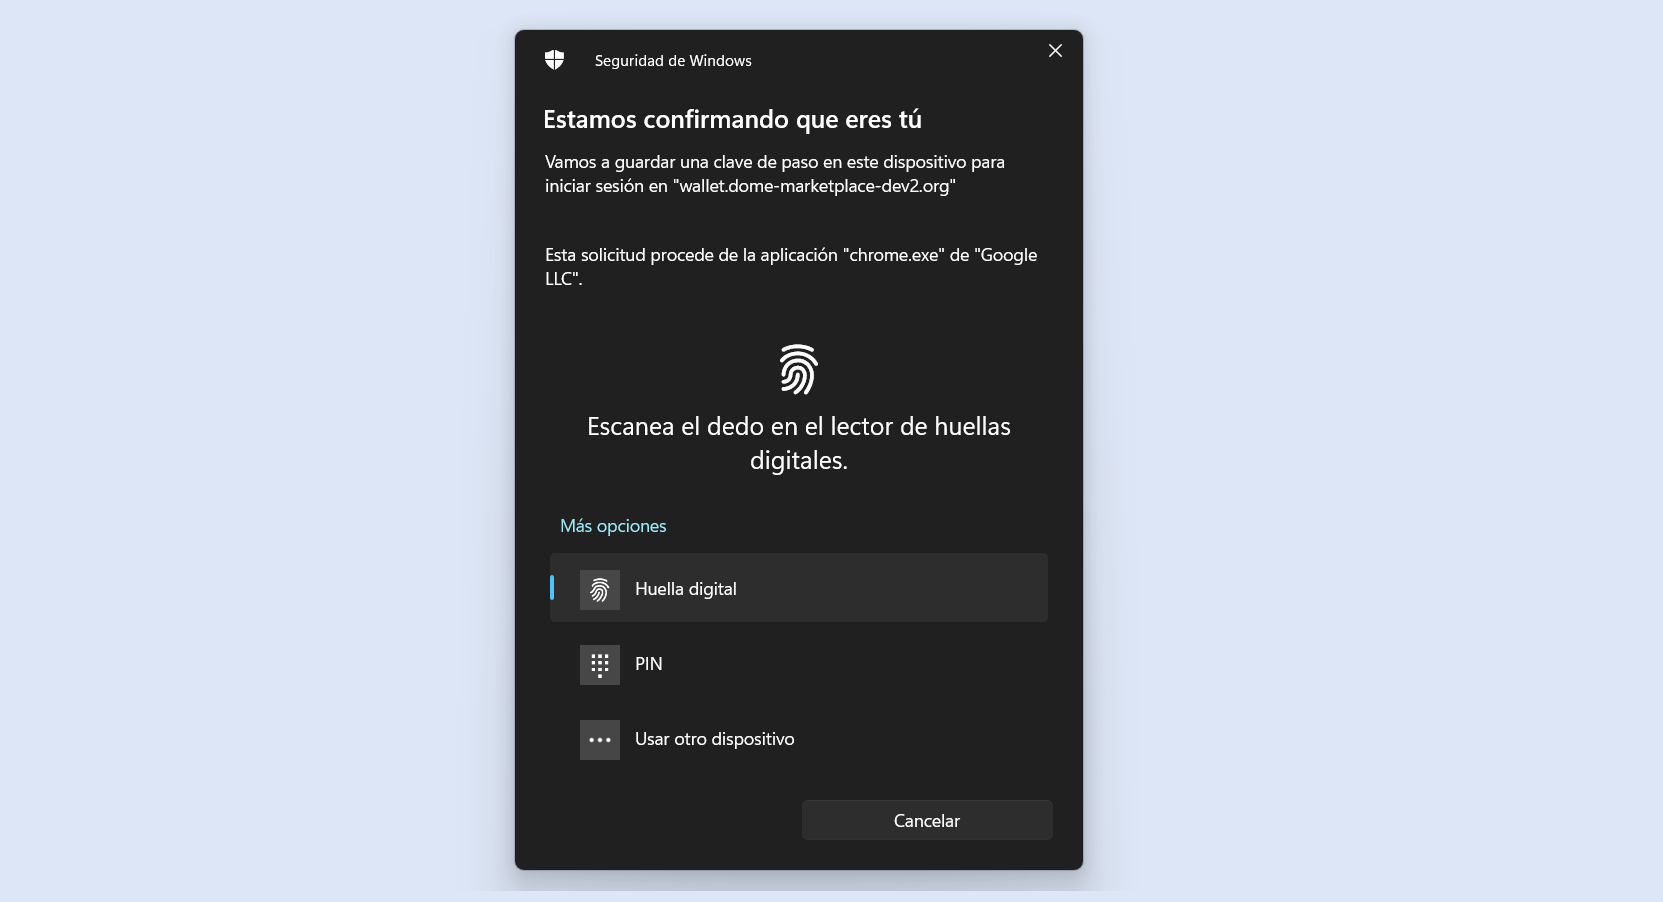 Seguridad de Windows
Estamos confirmando que eres tú
Vamos a guardar una clave de paso en este dispositivo para
iniciar sesión en "wallet.dome-marketplace-dev2.org"
Esta solicitud procede de la aplicación "chrome.exe" de "Google
LLC".
Escanea el dedo en el lector de huellas
digitales.
Más opciones
Huella digital
PIN
Usar otro dispositivo
Cancelar